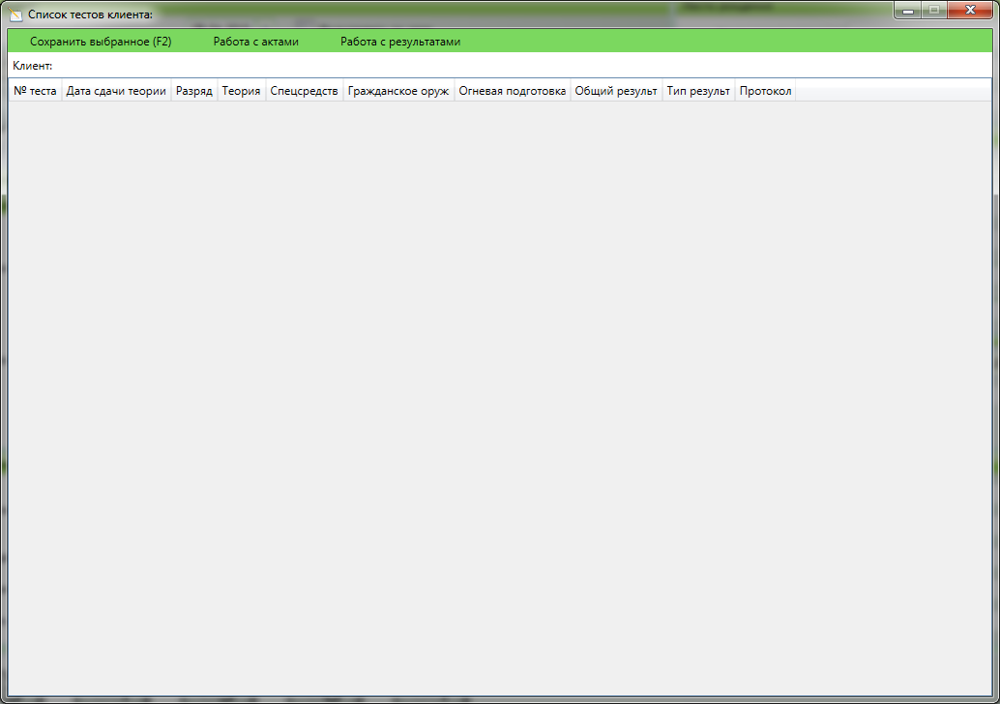 Список тестов клиента:
Сохранить выбранное (F2) Работа с актами Работа с результатами
Клиент:
№ теста Дата сдачи теории Разряд Теория Спецсредств Гражданское оруж Огневая подготовка Общий результ Тип результ Протокол